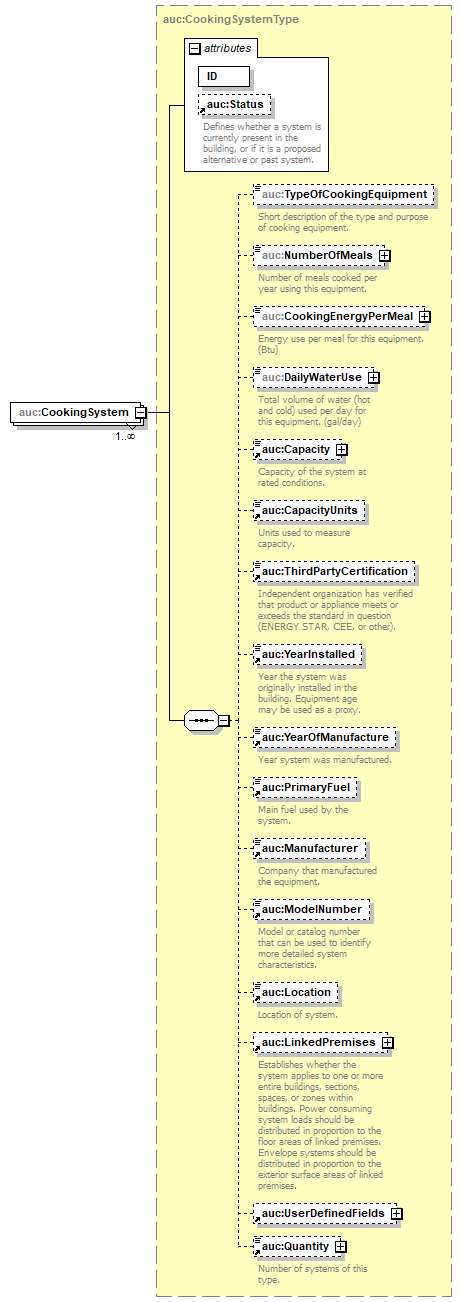 auc:CookingSystemType
attributes
ID
auc:Status
Defines whether a system is
currently present in the
building, or if it is a proposed
alternative or past system.
auc:TypeOfCookingEquipment
Short description of the type and purpose
of cooking equipment.
auc:NumberOfMeals
Number of meals cooked per
year using this equipment.
auc:CookingEnergyPerMeal
Energy use per meal for this equipment.
(Btu)
auc:DailyWaterUse
Total volume of water (hot
and cold) used per day for
this equipment. (gal/day)
auc:CookingSystem
1..∞
auc:Capacity
Capacity of the system at
rated conditions.
auc:CapacityUnits
Units used to measure
capacity.
auc:ThirdPartyCertification
Independent organization has verified
that product or appliance meets or
exceeds the standard in question
(ENERGY STAR, CEE, or other).
auc:YearInstalled
Year the system was
originally installed in the
building. Equipment age
may be used as a proxy.
auc:YearOfManufacture
Year system was manufactured.
auc:PrimaryFuel
Main fuel used by the
system.
auc:Manufacturer
Company that manufactured
the equipment.
auc:ModelNumber
Model or catalog number
that can be used to identify
more detailed system
characteristics.
auc:Location
Location of system.
auc:LinkedPremises
Establishes whether the
system applies to one or more
entire buildings, sections,
spaces, or zones within
buildings. Power consuming
system loads should be
distributed in proportion to the
floor areas of linked premises.
Envelope systems should be
distributed in proportion to the
exterior surface areas of linked
premises.
auc:UserDefinedFields
auc:Quantity
Number of systems of this
type.